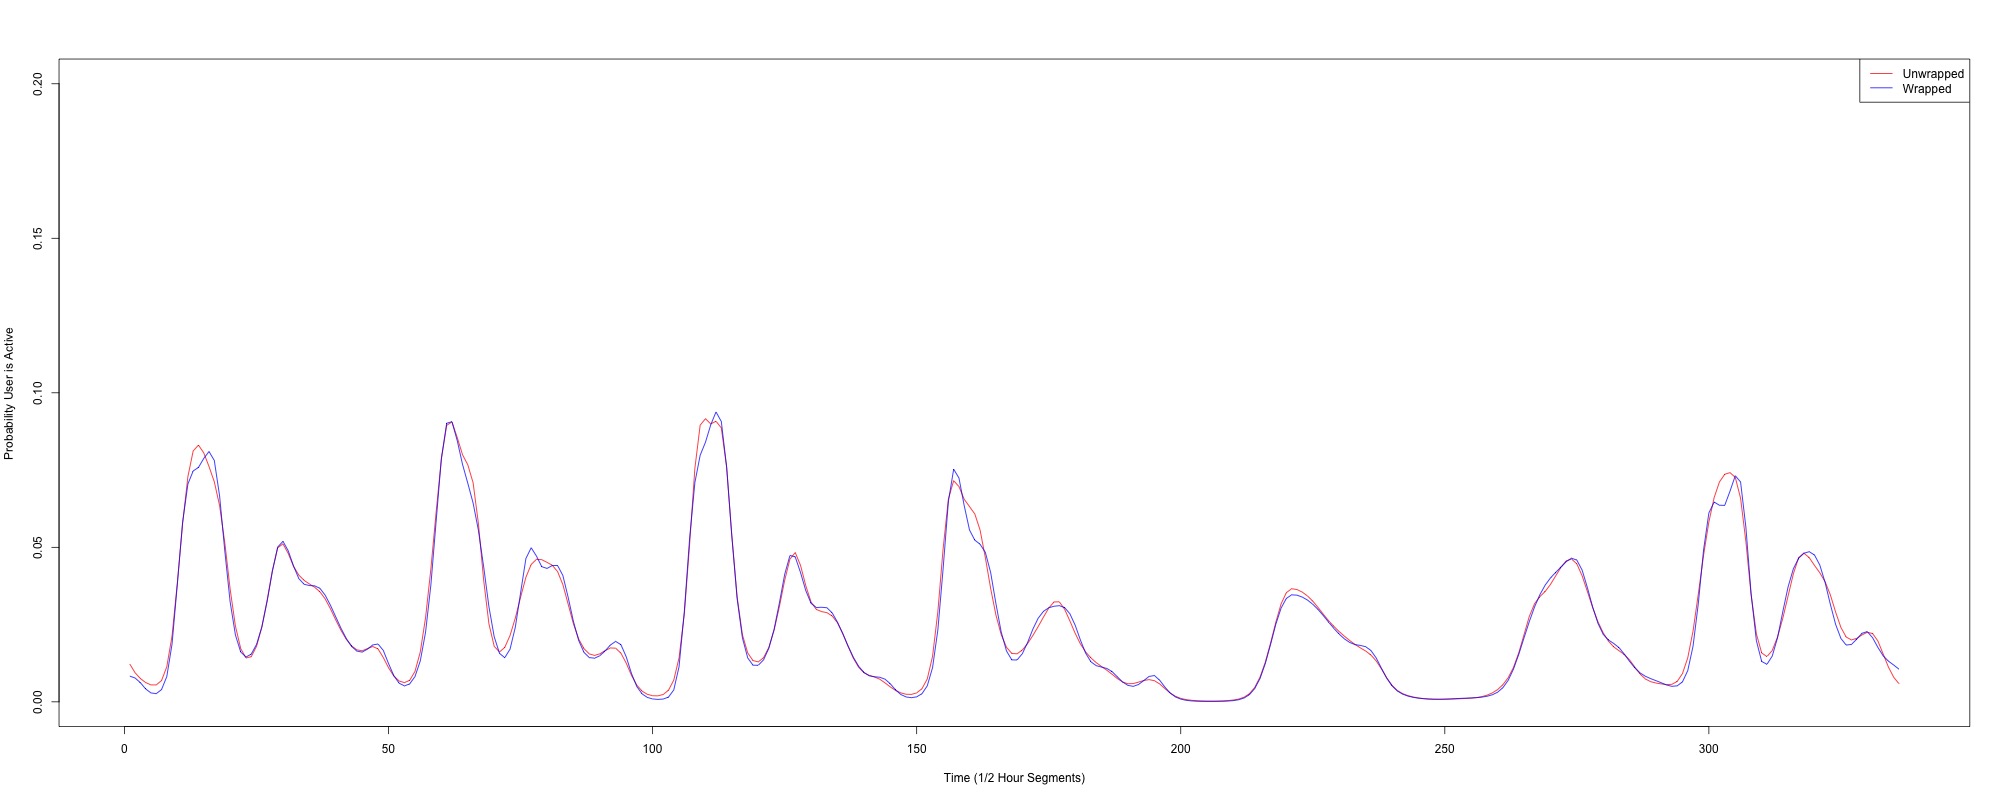 Unwrapped
Wrapped
Probability User is Active
0.20
0.15
0.10
0.05
0.00
0 50 100 150 200 250 300
Time (1/2 Hour Segments)